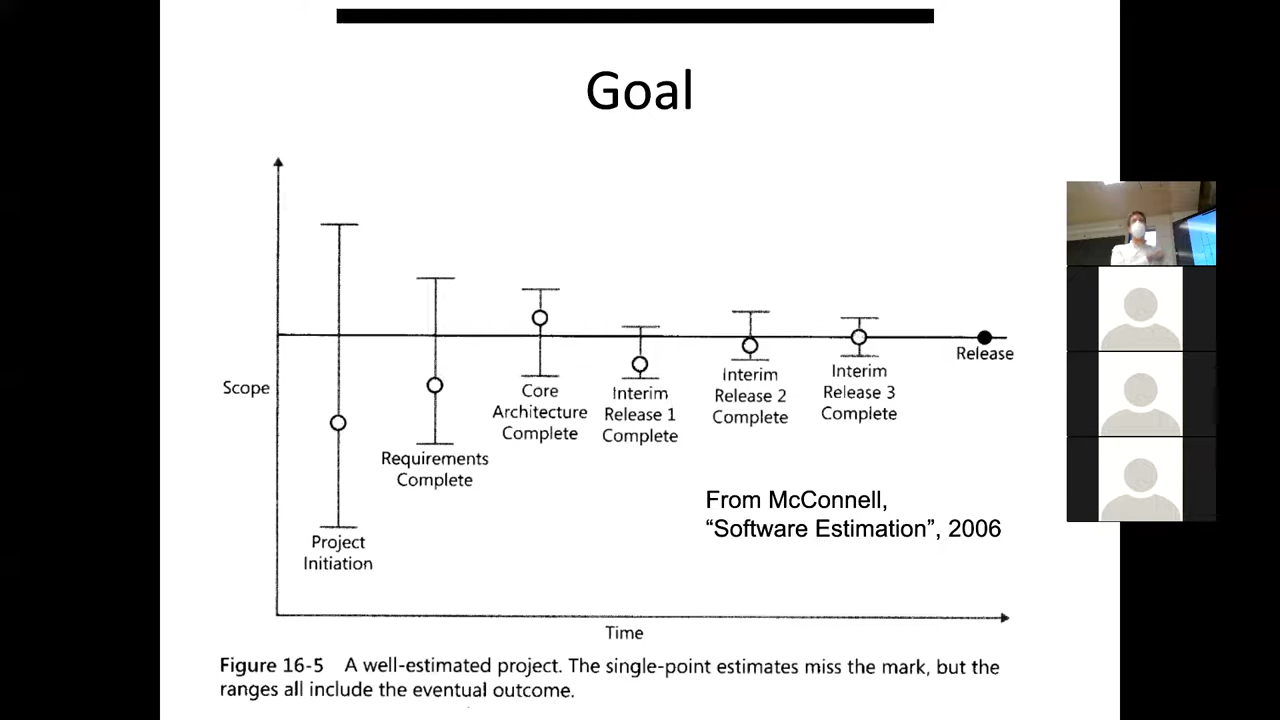 Goal
Scope
Project
Initiation
Requirements
Complete
Core
Architecture
Complete
Interim
Release 1
Complete
Interim
Release 2
Complete
Interim
Release 3
Complete
Release
From McConnell,
“Software Estimation”, 2006
Time
Figure 16-5 A well-estimated project. The single-point estimates miss the mark, but the
ranges all include the eventual outcome.